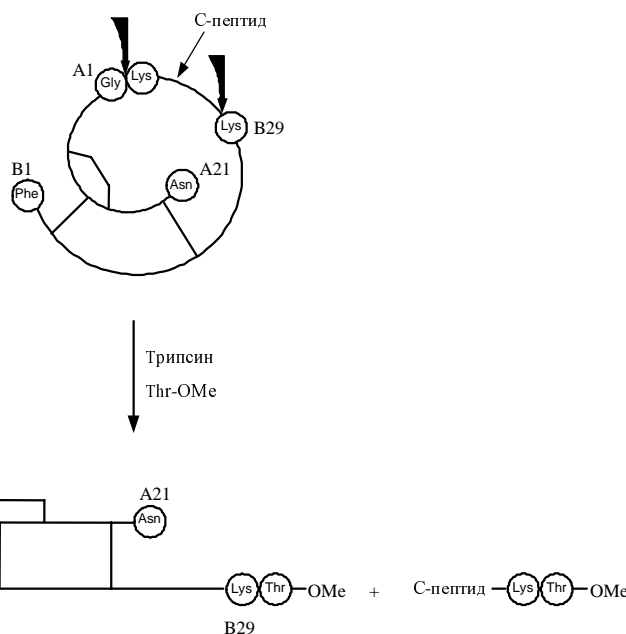 С-пептид
A1
Gly
Lys
Lys
B29
B1
Phe
A21
Asn
Трипсин
Thr-OMe
A21
Asn
Lys
Thr
OMe
+
С-пептид
Lys
Thr
OMe
B29